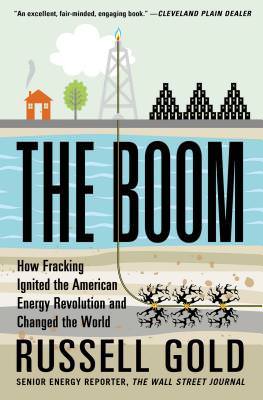 "An excellent, fair-minded, engaging book." —CLEVELAND PLAIN DEALER
THE BOOM
How Fracking
Ignited the American
Energy Revolution and
Changed the World
RUSSELL GOLD
SENIOR ENERGY REPORTER, THE WALL STREET JOURNAL